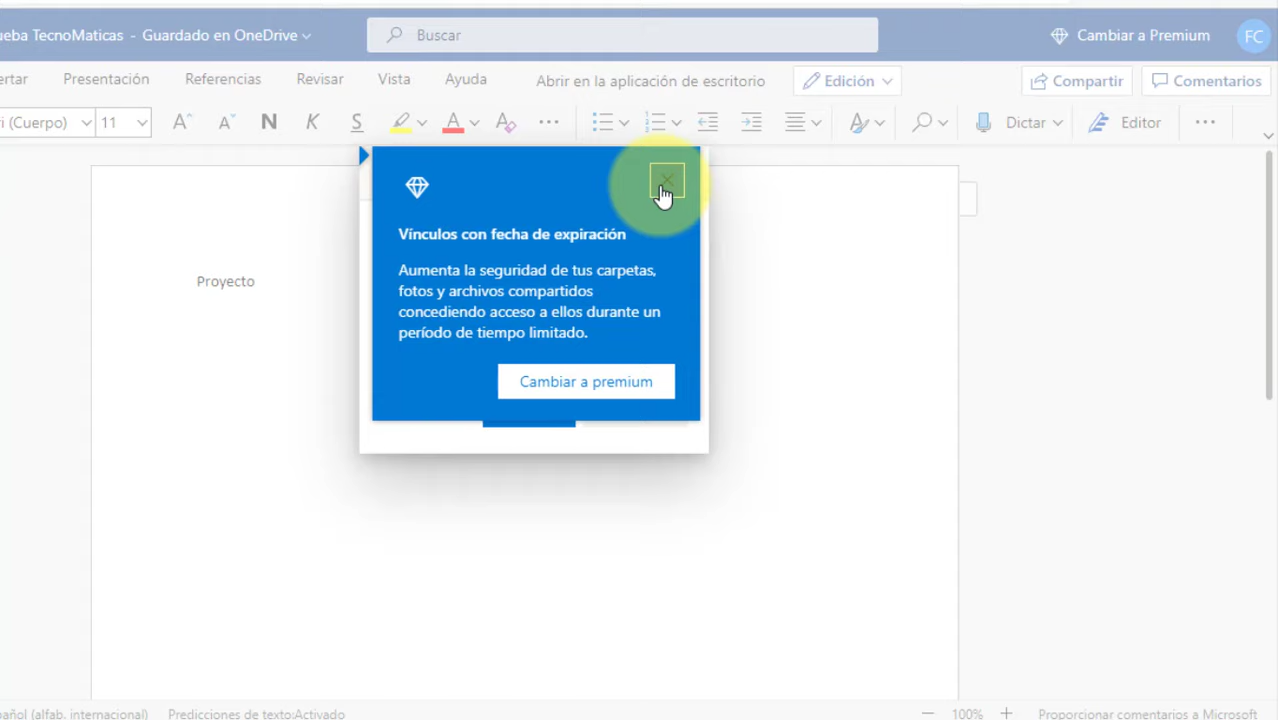 eba TecnoMaticas - Guardado en OneDrive
Buscar
Cambiar a Premium
FC
ertar
Presentación
Referencias
Revisar
Vista
Ayuda
Abrir en la aplicación de escritorio
Edición
Compartir
Comentarios
ri (Cuerpo)
11
A
A
N
K
S
A
A
Dictar
Editor
Vínculos con fecha de expiración
Aumenta la seguridad de tus carpetas,
fotos y archivos compartidos
concediendo acceso a ellos durante un
período de tiempo limitado.
Cambiar a premium
Proyecto
pañol (alfab. internacional)
Predicciones de texto:Activado
100%
Proporcionar comentarios a Microsoft